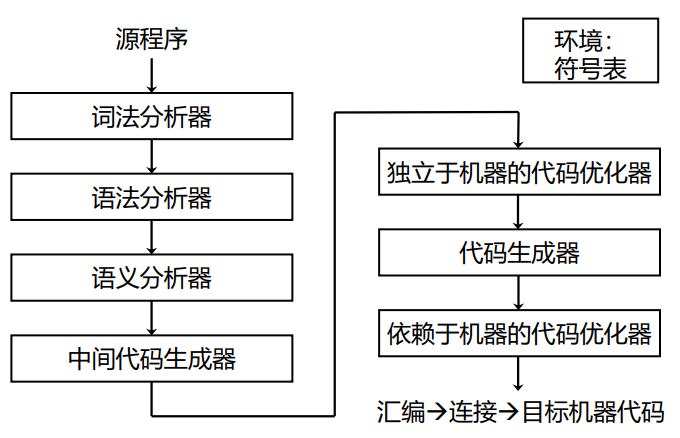 源程序
词法分析器
语法分析器
语义分析器
中间代码生成器
环境：
符号表
独立于机器的代码优化器
代码生成器
依赖于机器的代码优化器
汇编→连接→目标机器代码